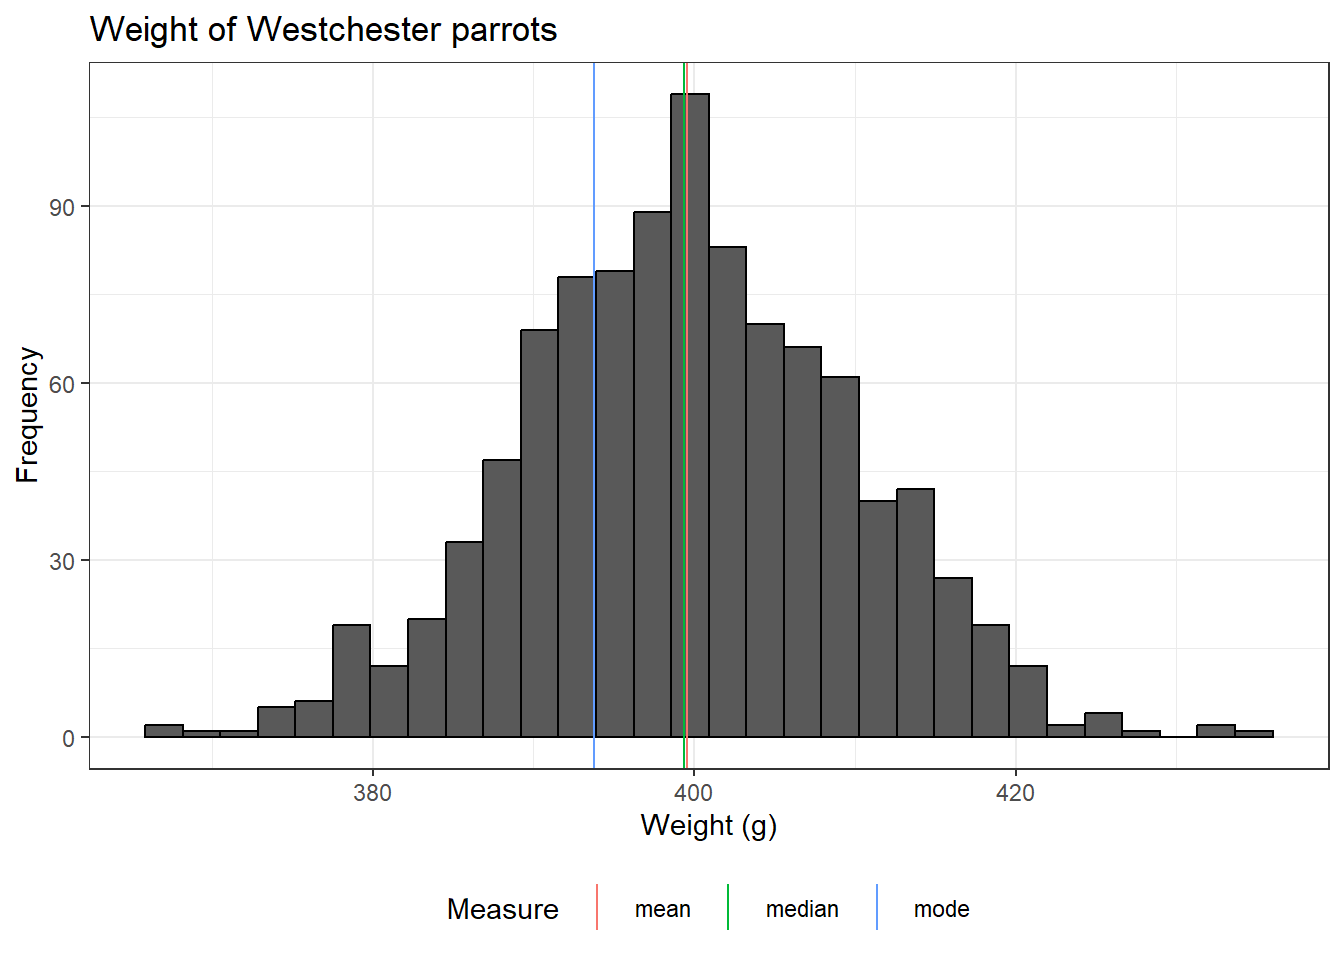 Weight of Westchester parrots
Frequency
90
60
30
0
380 400 420
Weight (g)
Measure mean median mode